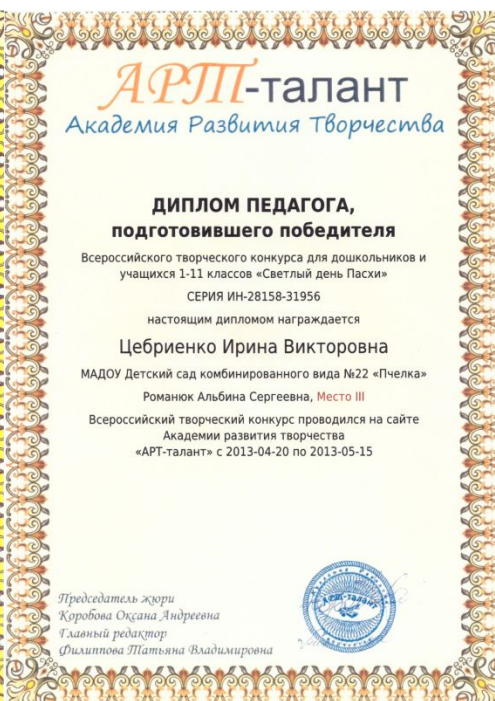 АРТ-талант
Академия Развития Творчества
ДИПЛОМ ПЕДАГОГА,
подготовившего победителя
Всероссийского творческого конкурса для дошкольников и
учащихся 1-11 классов «Светлый день Пасхи»
СЕРИЯ ИН-28158-31956
настоящим дипломом награждается
Цебриенко Ирина Викторовна
МАДОУ Детский сад комбинированного вида №22 «Пчелка»
Романюк Альбина Сергеевна, Место III
Всероссийский творческий конкурс проводился на сайте
Академии развития творчества
«АРТ-талант» с 2013-04-20 по 2013-05-15
Председатель жюри
Коробова Оксана Андреевна
Главный редактор
Филиппова Татьяна Владимировна
АРТ-талант